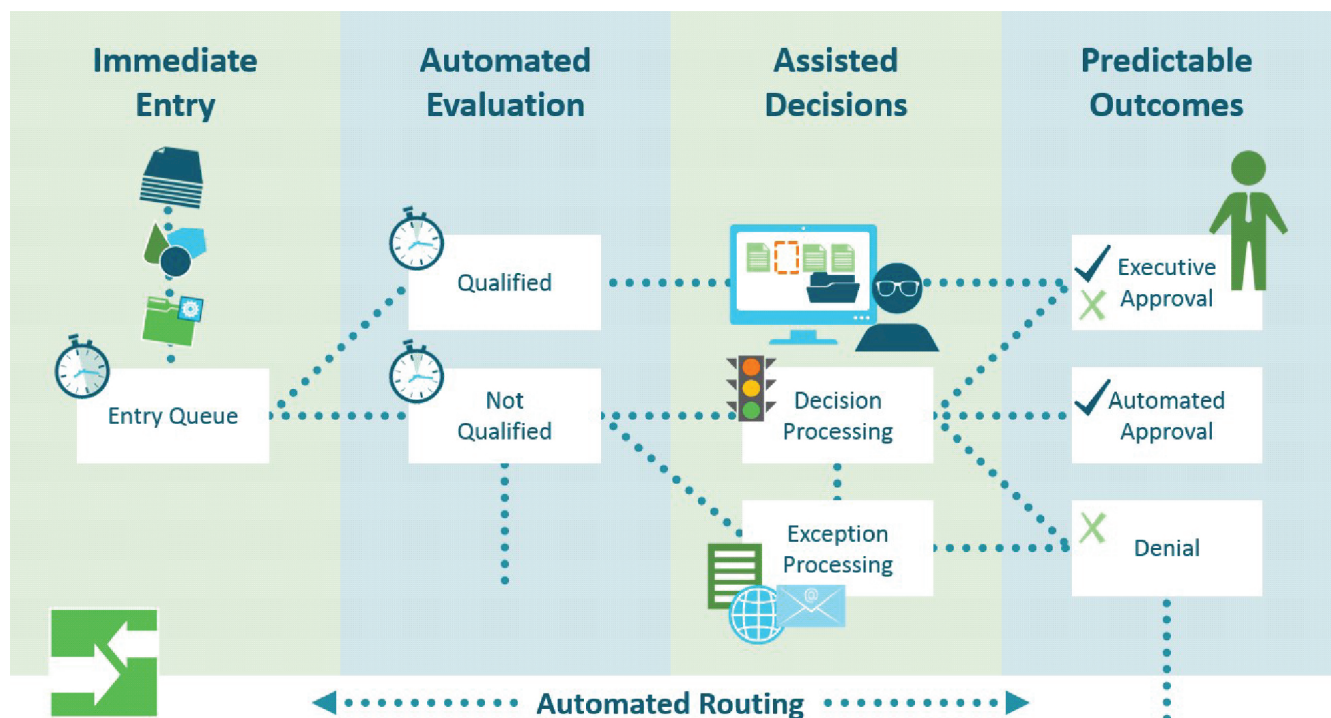 Immediate
Entry
Automated
Evaluation
Assisted
Decisions
Predictable
Outcomes
Qualified
Executive
Approval
Entry Queue
Not
Qualified
Decision
Processing
Automated
Approval
Exception
Processing
Denial
@
Automated Routing